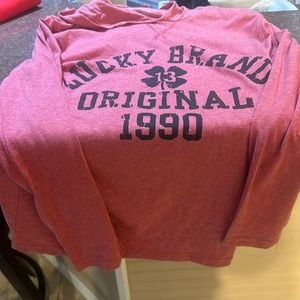 LUCKY BRAND
13
ORIGINAL
1990